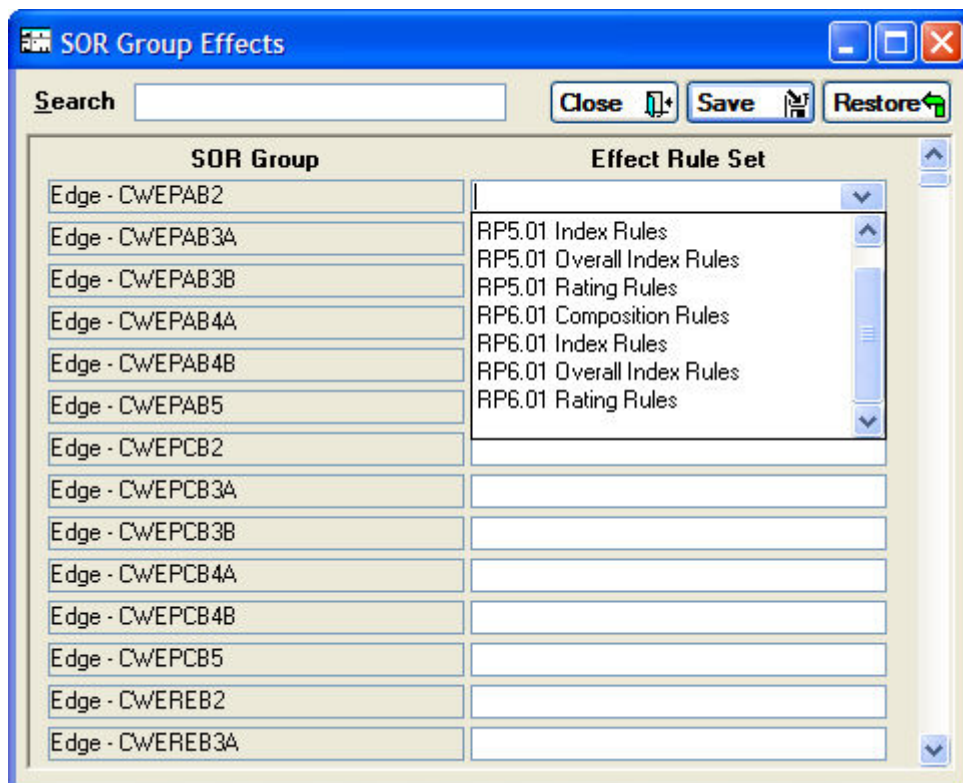 SOR Group Effects
Search Close Save Restore
SOR Group Effect Rule Set
Edge - CWEPAB2
Edge - CWEPAB3A
Edge - CWEPAB3B
Edge - CWEPAB4A
Edge - CWEPAB4B
Edge - CWEPAB5
Edge - CWEPCB2
Edge - CWEPCB3A
Edge - CWEPCB3B
Edge - CWEPCB4A
Edge - CWEPCB4B
Edge - CWEPCB5
Edge - CWEREB2
Edge - CWEREB3A
RP5.01 Index Rules
RP5.01 Overall Index Rules
RP5.01 Rating Rules
RP6.01 Composition Rules
RP6.01 Index Rules
RP6.01 Overall Index Rules
RP6.01 Rating Rules